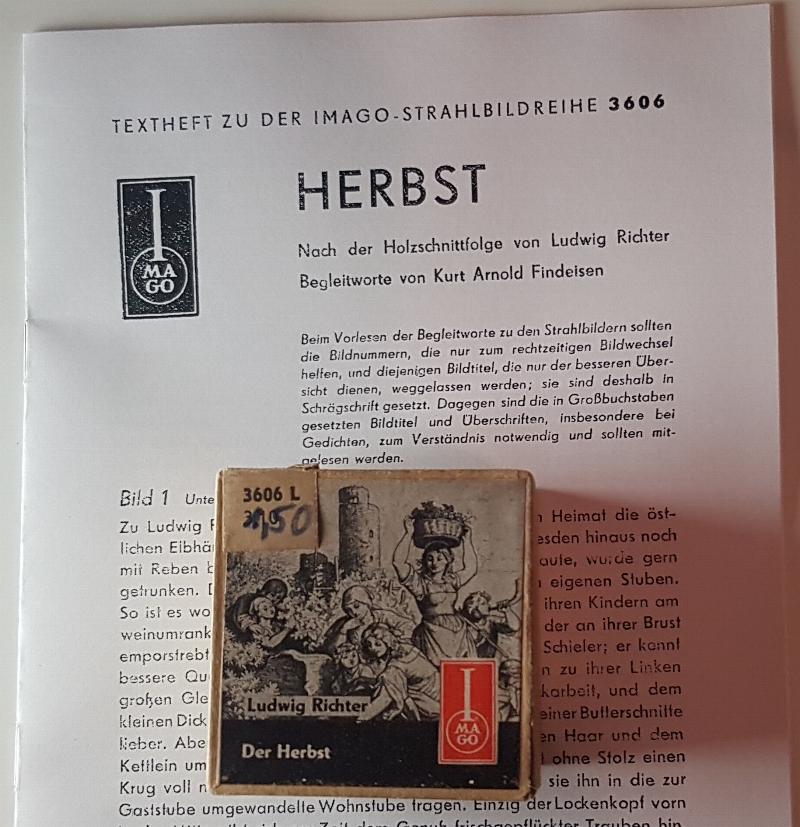 TEXTHEFT ZU DER IMAGO-STRAHLBILDREIHE 3606
I
MA
GO
HERBST
Nach der Holzschnittfolge von Ludwig Richter
Begleitworte von Kurt Arnold Findeisen
Beim Vorlesen der Begleitworte zu den Strahlbildern sollten
die Bildnummern, die nur zum rechtzeitigen Bildwechsel
helfen, und diejenigen Bildtitel, die nur der besseren Über-
sicht dienen, weggelassen werden; sie sind deshalb in
Schrägschrift gesetzt. Dagegen sind die in Großbuchstaben
gesetzten Bildtitel und Überschriften, insbesondere bei
Gedichten, zum Verständnis notwendig und sollten mit-
gelesen werden.
Bild 1 Unte
Zu Ludwig Heimat die öst-
lichen Elbhä esden hinaus noch
mit Reben aute, wurde gern
getrunken. eigenen Stuben.
So ist es wo ihren Kindern am
weinumrank der an ihrer Brust
emporstrebt Schieler; er kennt
bessere Que n zu ihrer Linken
großen Gle karbeit, und dem
kleinen Dick einer Butterschnitte
lieber. Abe en Haar und dem
Kettlein um ohne Stolz einen
Krug voll sie ihn in die zur
Gaststube umgewandelte Wohnstube tragen. Einzig der Lockenkopf vorn
3606 L
Ludwig Richter
Der Herbst
I
MA
GO